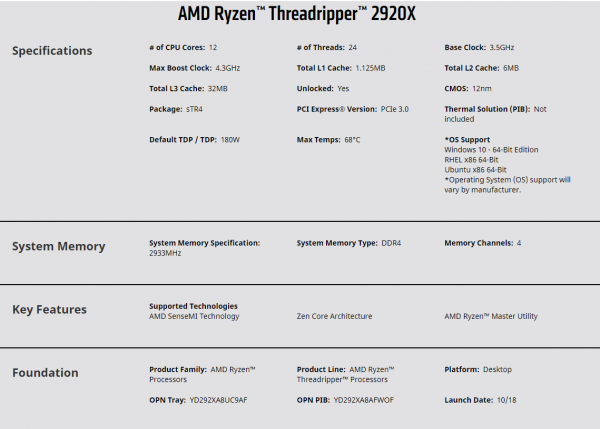 AMD Ryzen™ Threadripper™ 2920X
Specifications
# of CPU Cores: 12
# of Threads: 24
Base Clock: 3.5GHz
Max Boost Clock: 4.3GHz
Total L1 Cache: 1.125MB
Total L2 Cache: 6MB
Total L3 Cache: 32MB
Unlocked: Yes
CMOS: 12nm
Package: sTR4
PCI Express® Version: PCIe 3.0
Thermal Solution (PIB): Not
included
Default TDP / TDP: 180W
Max Temps: 68°C
*OS Support
Windows 10 - 64-Bit Edition
RHEL x86 64-Bit
Ubuntu x86 64-Bit
*Operating System (OS) support will
vary by manufacturer.
System Memory
System Memory Specification:
2933MHz
System Memory Type: DDR4
Memory Channels: 4
Key Features
Supported Technologies
AMD SenseMI Technology
Zen Core Architecture
AMD Ryzen™ Master Utility
Foundation
Product Family: AMD Ryzen™
Processors
Product Line: AMD Ryzen™
Threadripper™ Processors
Platform: Desktop
OPN Tray: YD292XA8UC9AF
OPN PIB: YD292XA8AFWOF
Launch Date: 10/18